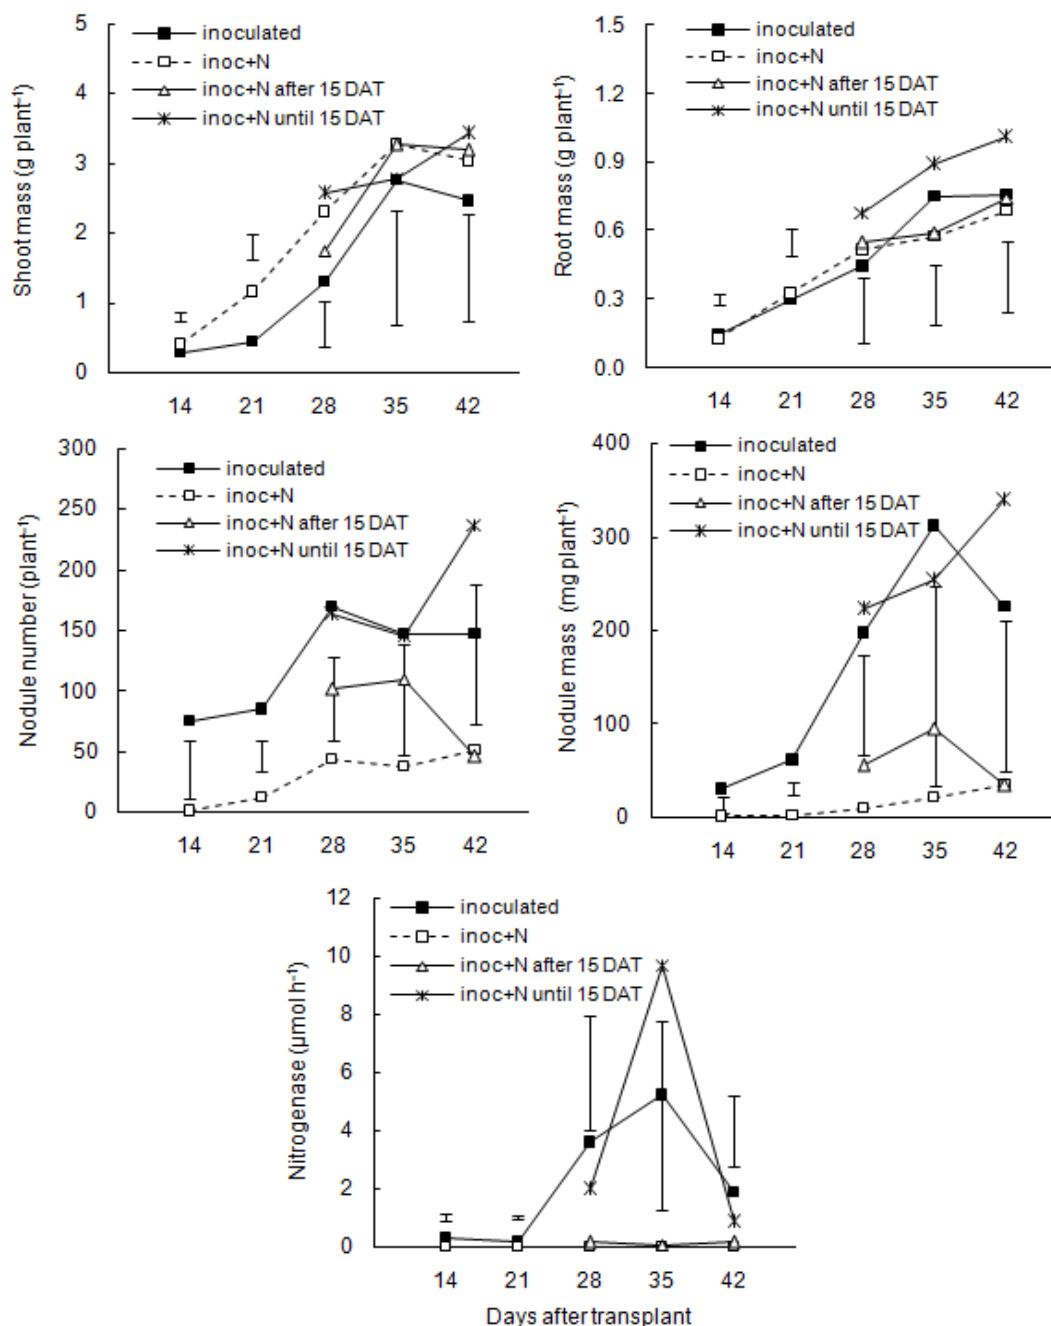 5
4
3
2
1
0
Shoot mass (g plant⁻¹)
inoculated
inoc+N
inoc+N after 15 DAT
inoc+N until 15 DAT
14 21 28 35 42
1.5
1.2
0.9
0.6
0.3
0.0
Root mass (g plant⁻¹)
inoculated
inoc+N
inoc+N after 15 DAT
inoc+N until 15 DAT
14 21 28 35 42
300
250
200
150
100
50
0
Nodule number (plant⁻¹)
inoculated
inoc+N
inoc+N after 15 DAT
inoc+N until 15 DAT
14 21 28 35 42
400
300
200
100
0
Nodule mass (mg plant⁻¹)
inoculated
inoc+N
inoc+N after 15 DAT
inoc+N until 15 DAT
14 21 28 35 42
12
10
8
6
4
2
0
Nitrogenase (µmol h⁻¹)
inoculated
inoc+N
inoc+N after 15 DAT
inoc+N until 15 DAT
14 21 28 35 42
Days after transplant